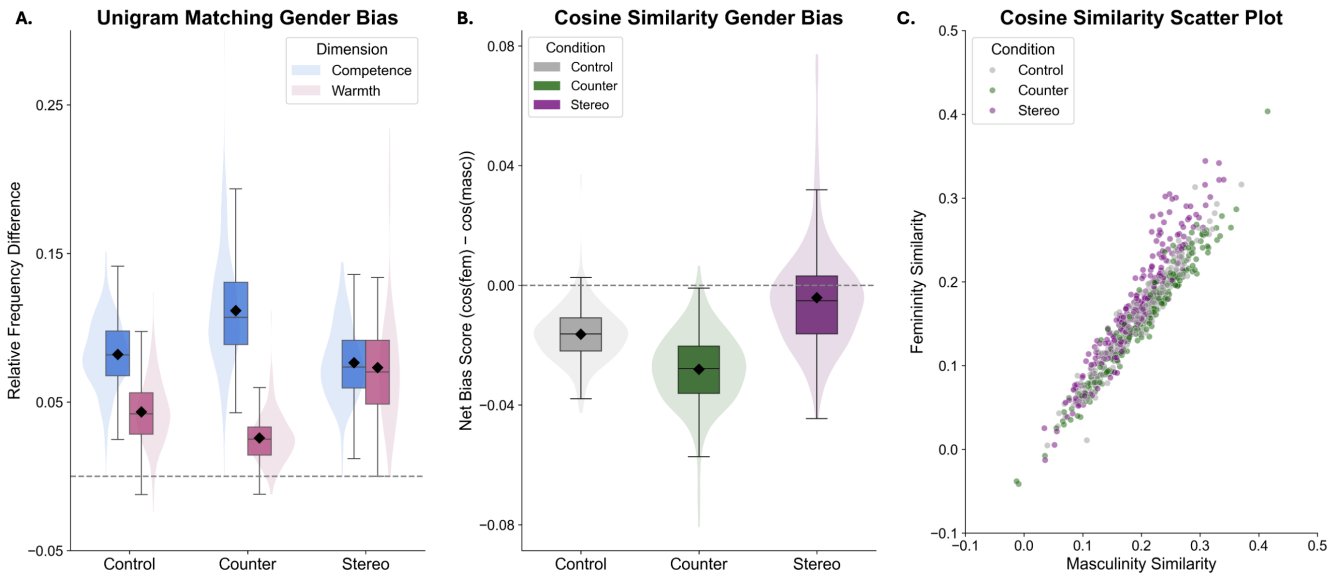 A.
Unigram Matching Gender Bias
Relative Frequency Difference
0.25
0.15
0.05
−0.05
Dimension
Competence
Warmth
Control
Counter
Stereo
B.
Cosine Similarity Gender Bias
Net Bias Score (cos(fem) − cos(masc))
0.08
0.04
0.00
−0.04
−0.08
Condition
Control
Counter
Stereo
Control
Counter
Stereo
C.
Cosine Similarity Scatter Plot
Femininity Similarity
0.5
0.4
0.3
0.2
0.1
0.0
−0.1
Condition
Control
Counter
Stereo
−0.1
0.0
0.1
0.2
0.3
0.4
0.5
Masculinity Similarity